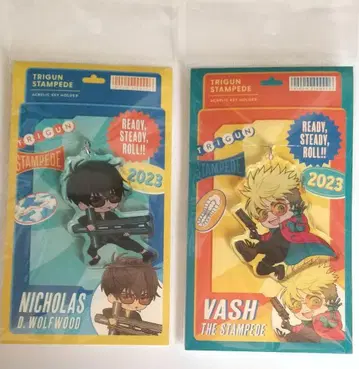 TRIGUN
STAMPEDE
ACRYLIC KEY HOLDER
READY,
STEADY,
ROLL!!
TRIGUN
STAMPEDE
2023
NICHOLAS
D. WOLFWOOD
TRIGUN
STAMPEDE
ACRYLIC KEY HOLDER
READY,
STEADY,
ROLL!!
TRIGUN
STAMPEDE
2023
VASH
THE STAMPEDE